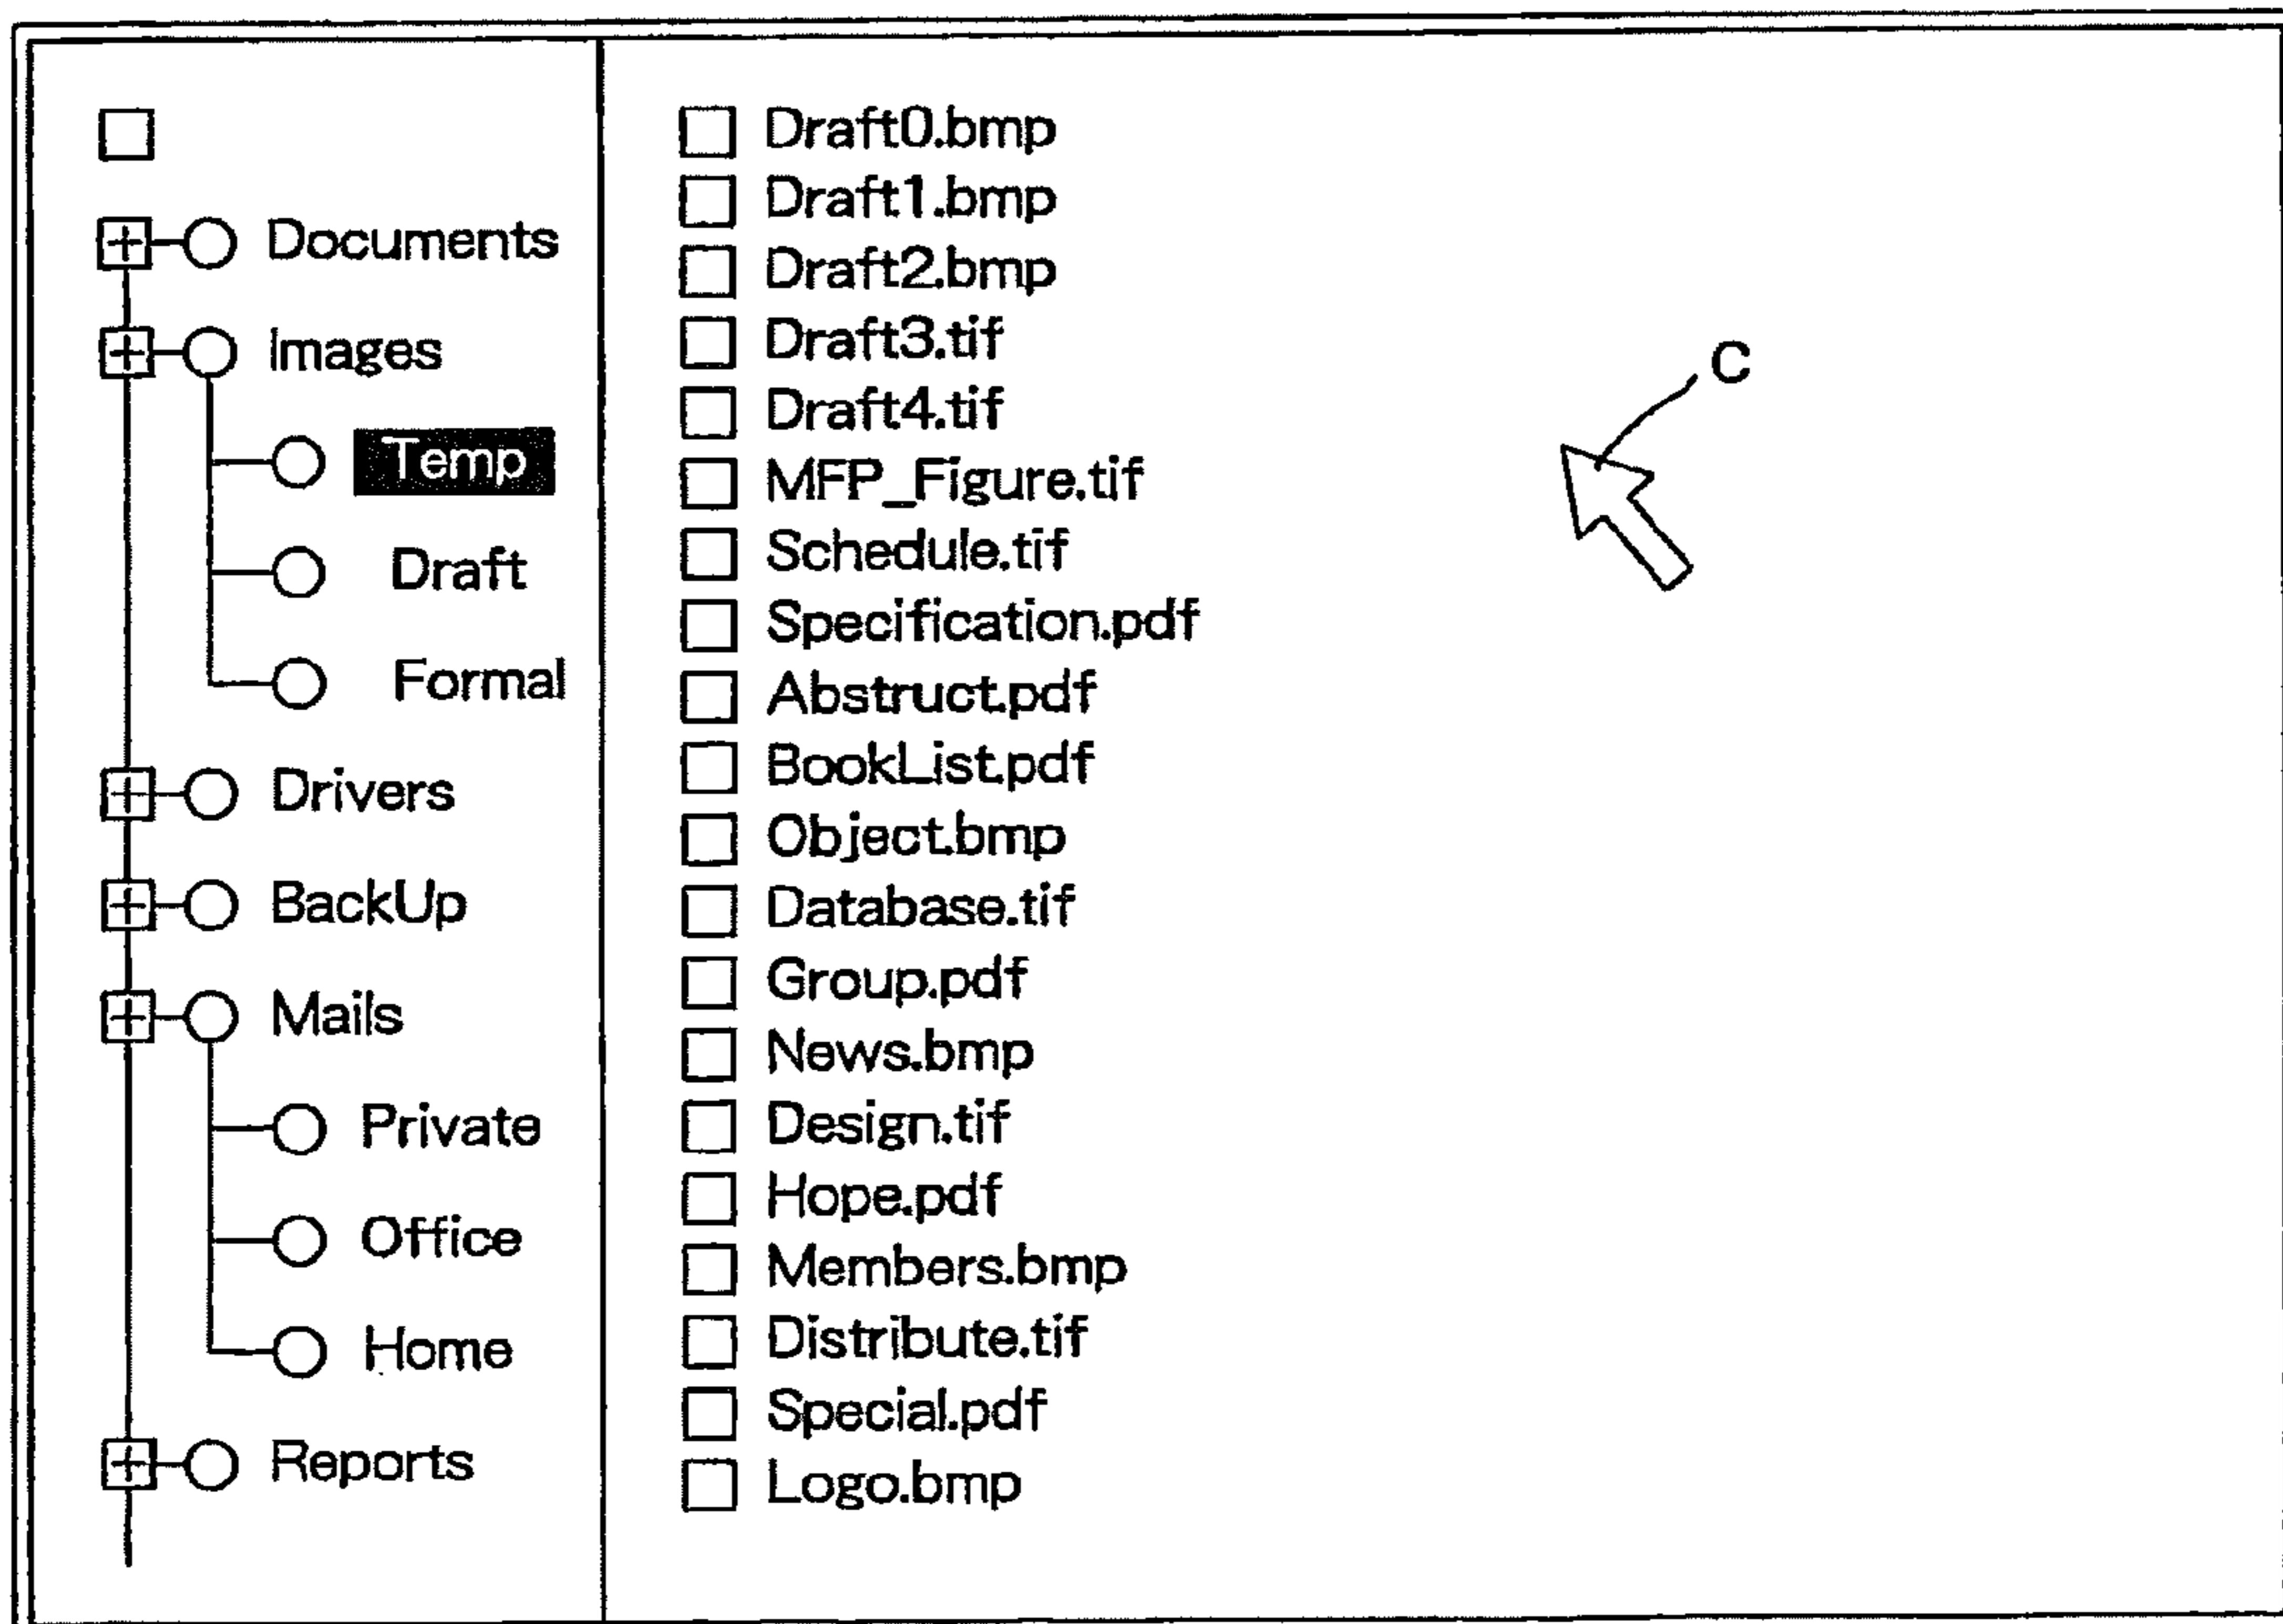 Documents
Images
Temp
Draft
Formal
Drivers
BackUp
Mails
Private
Office
Home
Reports
Draft0.bmp
Draft1.bmp
Draft2.bmp
Draft3.tif
Draft4.tif
MFP_Figure.tif
Schedule.tif
Specification.pdf
Abstruct.pdf
BookList.pdf
Object.bmp
Database.tif
Group.pdf
News.bmp
Design.tif
Hope.pdf
Members.bmp
Distribute.tif
Special.pdf
Logo.bmp
C